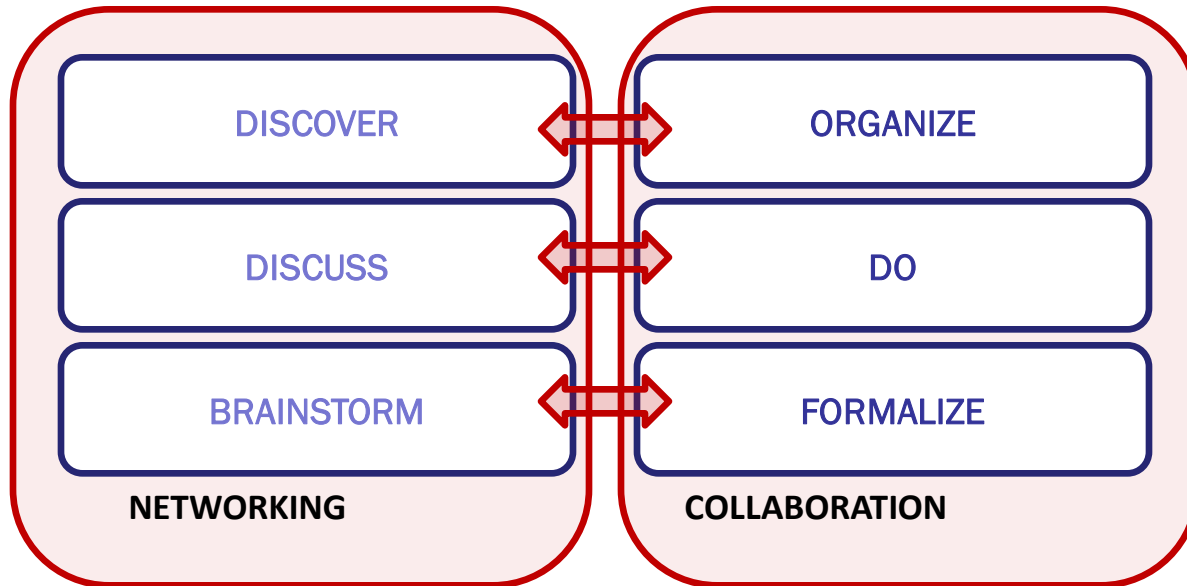 DISCOVER
ORGANIZE
DISCUSS
DO
BRAINSTORM
FORMALIZE
NETWORKING
COLLABORATION